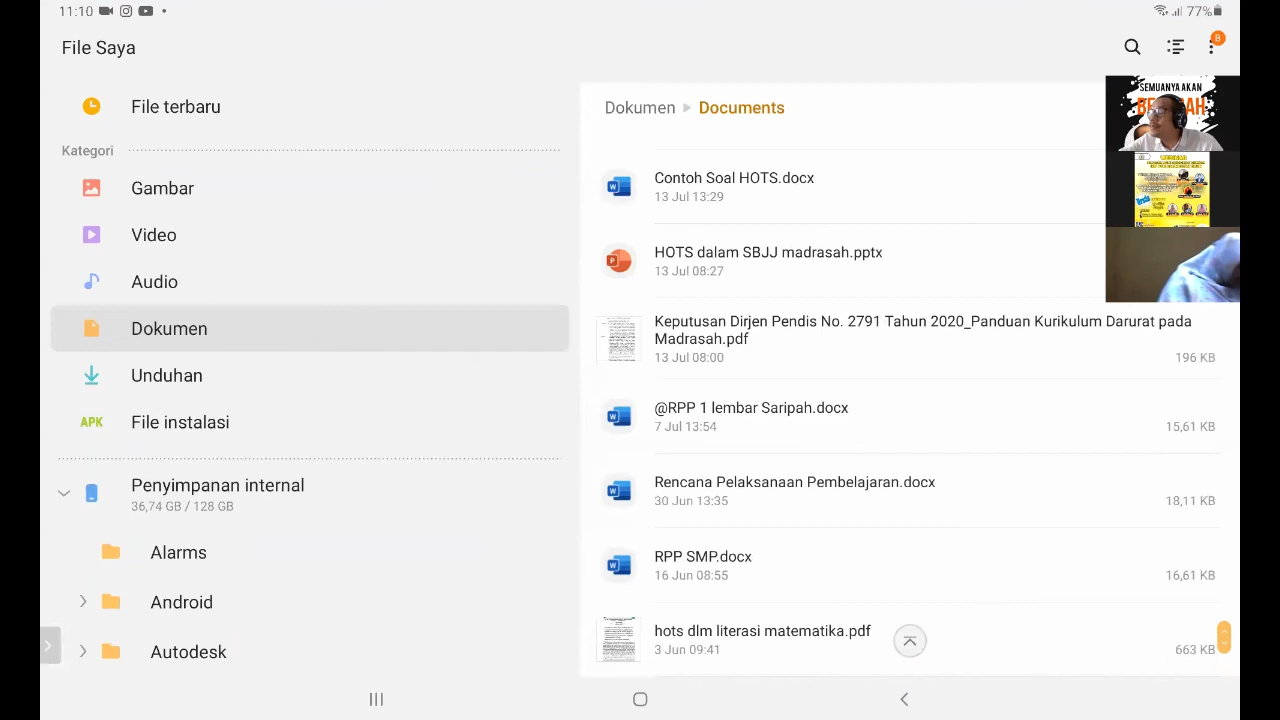 11:10
77%
File Saya
B
File terbaru
Kategori
Gambar
Video
Audio
Dokumen
Unduhan
APK File instalasi
Penyimpanan internal
36,74 GB / 128 GB
Alarms
Android
Autodesk
Dokumen Documents
Contoh Soal HOTS.docx
13 Jul 13:29
HOTS dalam SBJJ madrasah.pptx
13 Jul 08:27
Keputusan Dirjen Pendis No. 2791 Tahun 2020_Panduan Kurikulum Darurat pada
Madrasah.pdf
13 Jul 08:00 196 KB
@RPP 1 lembar Saripah.docx
7 Jul 13:54 15,61 KB
Rencana Pelaksanaan Pembelajaran.docx
30 Jun 13:35 18,11 KB
RPP SMP.docx
16 Jun 08:55 16,61 KB
hots dan literasi matematika.pdf
3 Jun 09:41 663 KB
SEMUANYA AKAN
WEBINAR